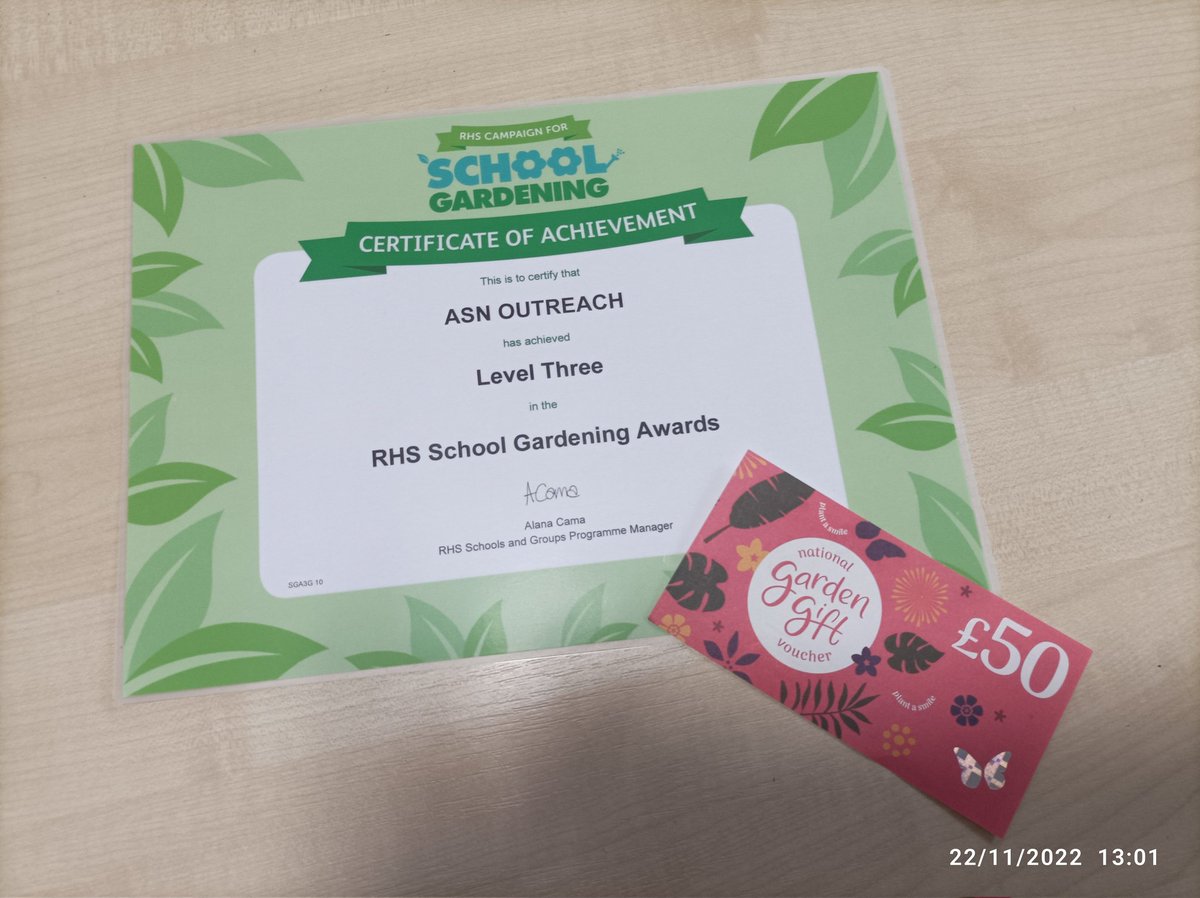 RHS CAMPAIGN FOR
SCHOOL
GARDENING
CERTIFICATE OF ACHIEVEMENT
This is to certify that
ASN OUTREACH
has achieved
Level Three
in the
RHS School Gardening Awards
ACama
Alana Cama
RHS Schools and Groups Programme Manager
SGA3G 10
plant a smile
national
garden
gift
voucher
£50
plant a smile
22/11/2022 13:01